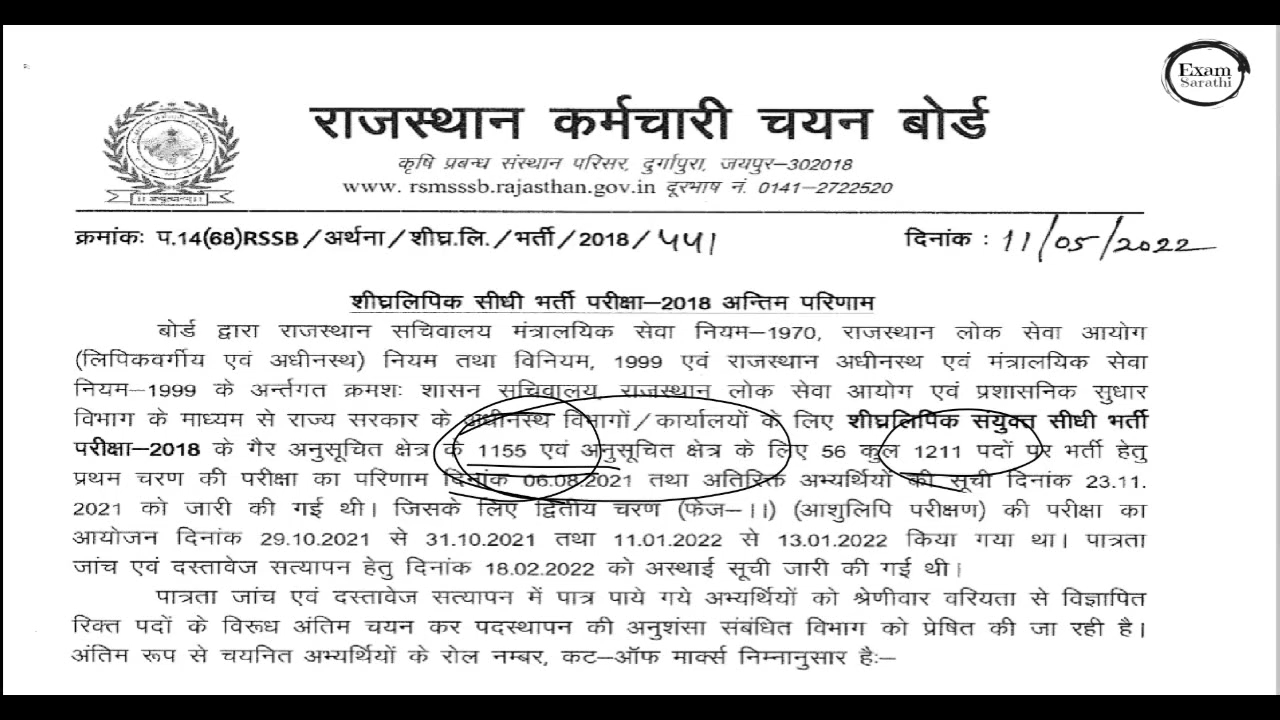 Exam
Sarathi
राजस्थान कर्मचारी चयन बोर्ड
कृषि प्रबन्ध संस्थान परिसर, दुर्गापुरा, जयपुर–302018
www. rsmsssb.rajasthan.gov.in दूरभाष नं. 0141–2722520
क्रमांकः प.14(68)RSSB/अर्थना/शीघ्र.लि./भर्ती/2018/441
दिनांक : 11/05/2022
शीघ्रलिपिक सीधी भर्ती परीक्षा–2018 अन्तिम परिणाम
बोर्ड द्वारा राजस्थान सचिवालय मंत्रालयिक सेवा नियम–1970, राजस्थान लोक सेवा आयोग
(लिपिकवर्गीय एवं अधीनस्थ) नियम तथा विनियम, 1999 एवं राजस्थान अधीनस्थ एवं मंत्रालयिक सेवा
नियम–1999 के अर्न्तगत क्रमशः शासन सचिवालय, राजस्थान लोक सेवा आयोग एवं प्रशासनिक सुधार
विभाग के माध्यम से राज्य सरकार के अधीनस्थ विभागों/कार्यालयों के लिए शीघ्रलिपिक संयुक्त सीधी भर्ती
परीक्षा–2018 के गैर अनुसूचित क्षेत्र के 1155 एवं अनुसूचित क्षेत्र के लिए 56 कुल 1211 पदों पर भर्ती हेतु
प्रथम चरण की परीक्षा का परिणाम दिनांक 06.08.2021 तथा अतिरिक्त अभ्यर्थियों की सूची दिनांक 23.11.
2021 को जारी की गई थी। जिसके लिए द्वितीय चरण (फेज–।।) (आशुलिपि परीक्षण) की परीक्षा का
आयोजन दिनांक 29.10.2021 से 31.10.2021 तथा 11.01.2022 से 13.01.2022 किया गया था। पात्रता
जांच एवं दस्तावेज सत्यापन हेतु दिनांक 18.02.2022 को अस्थाई सूची जारी की गई थी।
पात्रता जांच एवं दस्तावेज सत्यापन में पात्र पाये गये अभ्यर्थियों को श्रेणीवार वरियता से विज्ञापित
रिक्त पदों के विरूध अंतिम चयन कर पदस्थापन की अनुशंसा संबंधित विभाग को प्रेषित की जा रही है।
अंतिम रूप से चयनित अभ्यर्थियों के रोल नम्बर, कट–ऑफ मार्क्स निम्नानुसार हैः–